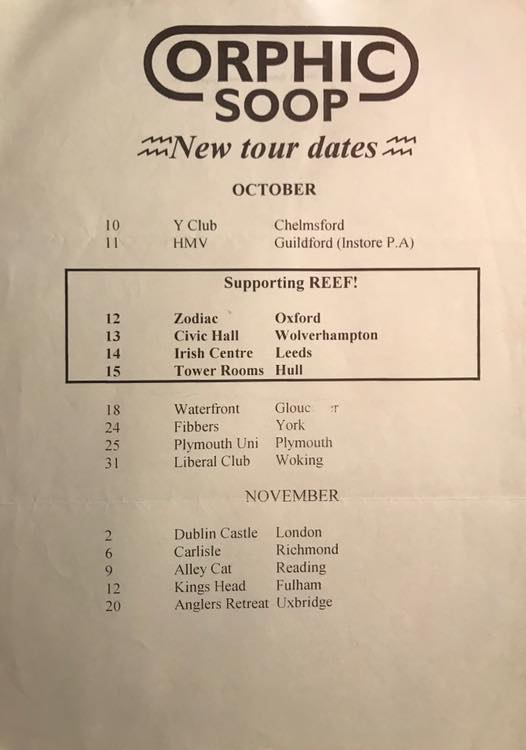 ORPHIC
SOOP
New tour dates
OCTOBER
10 Y Club Chelmsford
11 HMV Guildford (Instore P.A)
Supporting REEF!
12 Zodiac Oxford
13 Civic Hall Wolverhampton
14 Irish Centre Leeds
15 Tower Rooms Hull
18 Waterfront
24 Fibbers York
25 Plymouth Uni Plymouth
31 Liberal Club Woking
NOVEMBER
2 Dublin Castle London
6 Carlisle Richmond
9 Alley Cat Reading
12 Kings Head Fulham
20 Anglers Retreat Uxbridge